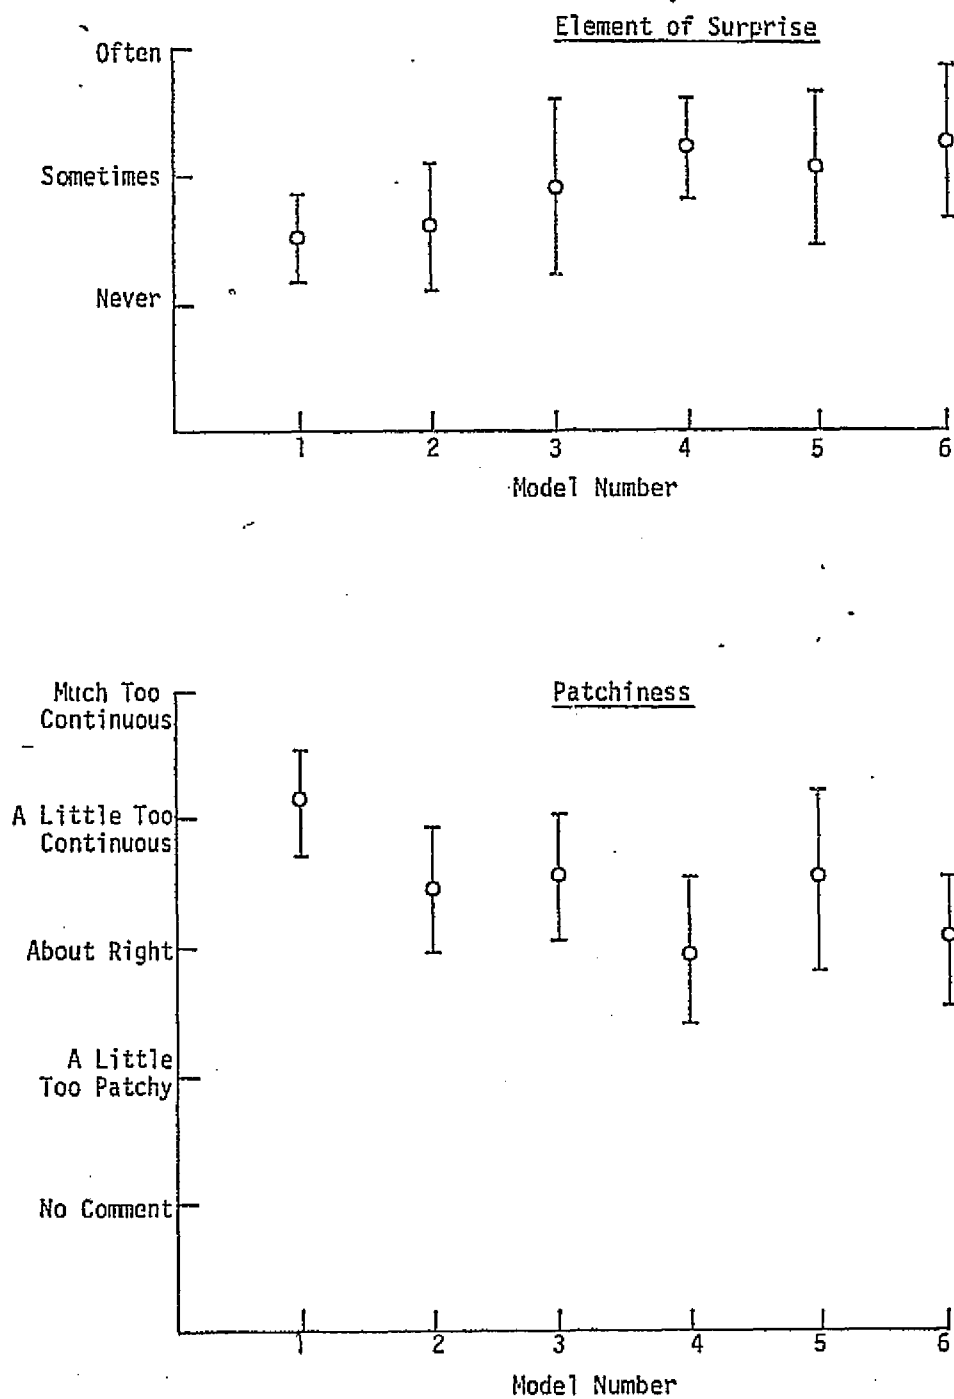 Element of Surprise
Often
Sometimes
Never
1 2 3 4 5 6
Model Number
Patchiness
Much Too
Continuous
A Little Too
Continuous
About Right
A Little
Too Patchy
No Comment
1 2 3 4 5 6
Model Number